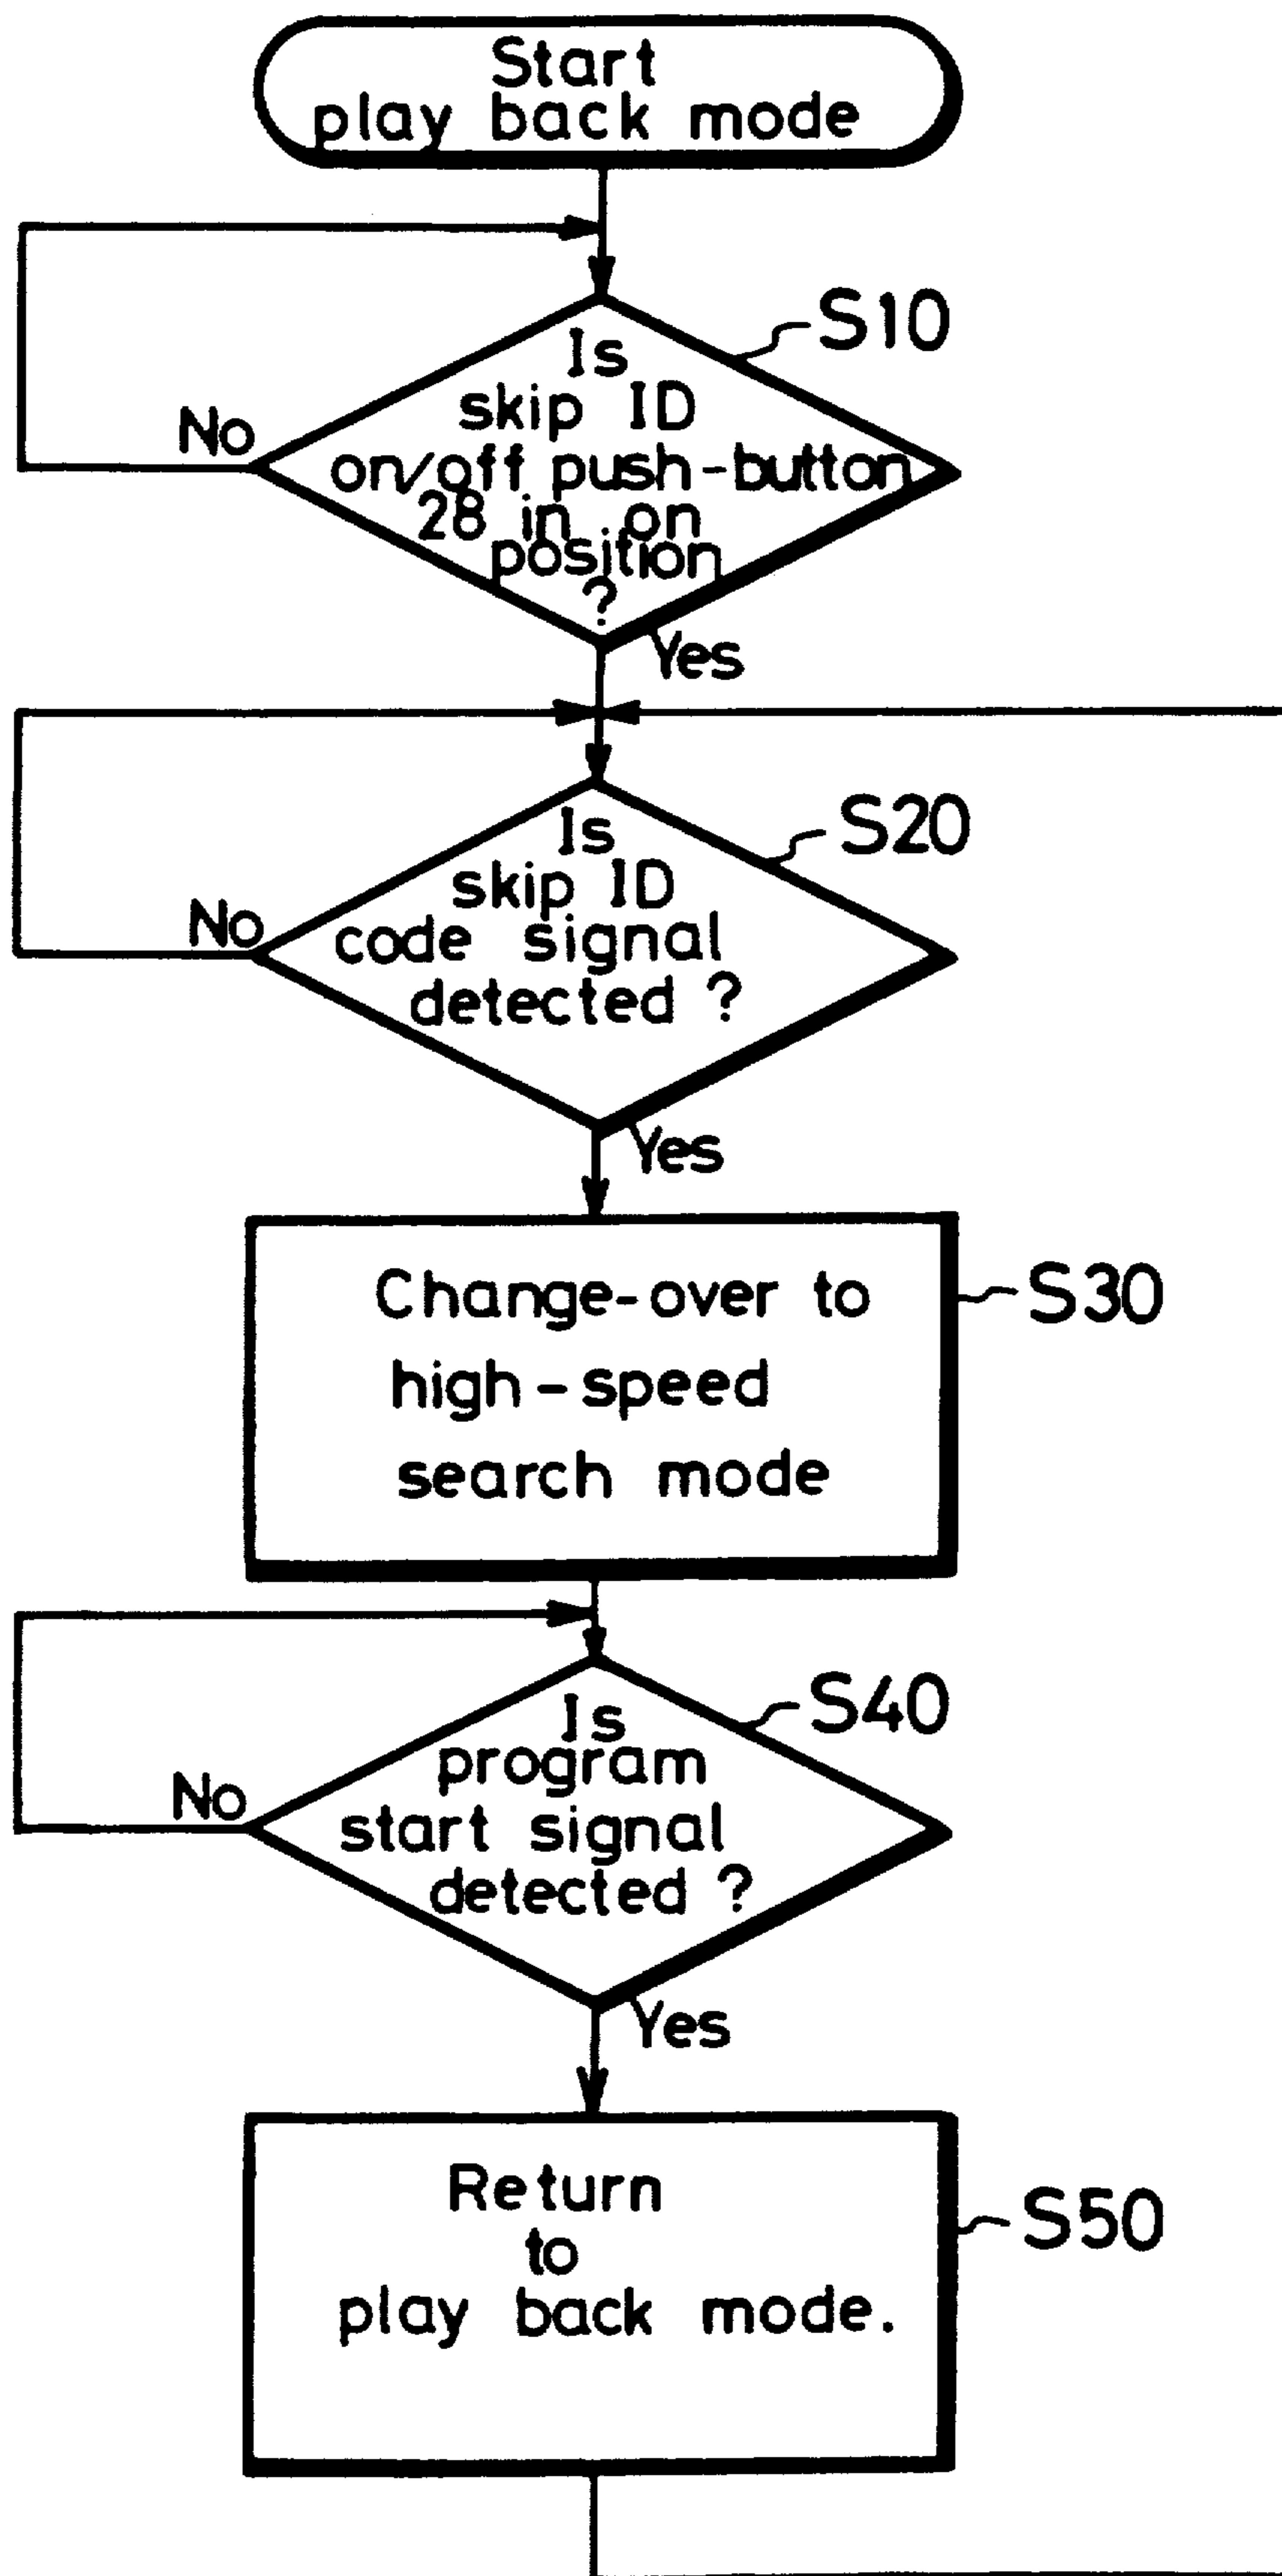 Start
play back mode
S10
Is
skip ID
on/off push-button
28 in on
position
?
No
Yes
S20
Is
skip ID
code signal
detected ?
No
Yes
Change-over to
high-speed
search mode
S30
S40
Is
program
start signal
detected ?
No
Yes
Return
to
play back mode.
S50